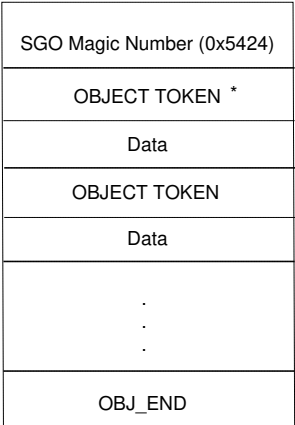 SGO Magic Number (0x5424)
OBJECT TOKEN *
Data
OBJECT TOKEN
Data
.
.
.
OBJ_END